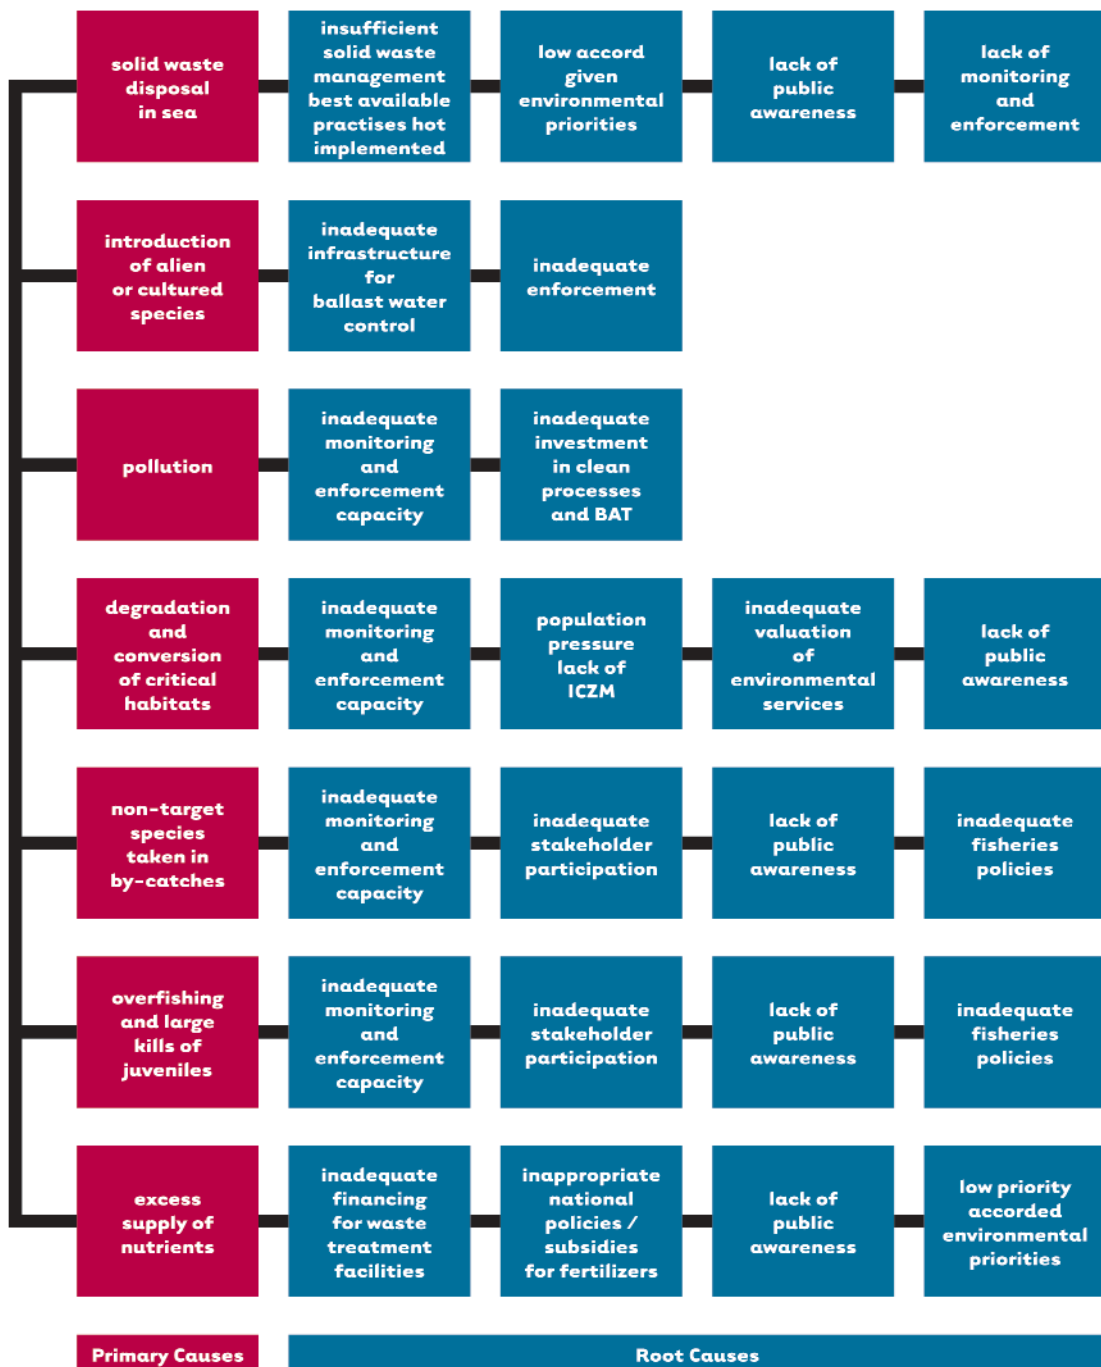 solid waste
disposal
in sea
insufficient
solid waste
management
best available
practises hot
implemented
low accord
given
environmental
priorities
lack of
public
awareness
lack of
monitoring
and
enforcement
introduction
of alien
or cultured
species
inadequate
infrastructure
for
ballast water
control
inadequate
enforcement
pollution
inadequate
monitoring
and
enforcement
capacity
inadequate
investment
in clean
processes
and BAT
degradation
and
conversion
of critical
habitats
inadequate
monitoring
and
enforcement
capacity
population
pressure
lack of
ICZM
inadequate
valuation
of
environmental
services
lack of
public
awareness
non-target
species
taken in
by-catches
inadequate
monitoring
and
enforcement
capacity
inadequate
stakeholder
participation
lack of
public
awareness
inadequate
fisheries
policies
overfishing
and large
kills of
juveniles
inadequate
monitoring
and
enforcement
capacity
inadequate
stakeholder
participation
lack of
public
awareness
inadequate
fisheries
policies
excess
supply of
nutrients
inadequate
financing
for waste
treatment
facilities
inappropriate
national
policies /
subsidies
for fertilizers
lack of
public
awareness
low priority
accorded
environmental
priorities
Primary Causes
Root Causes